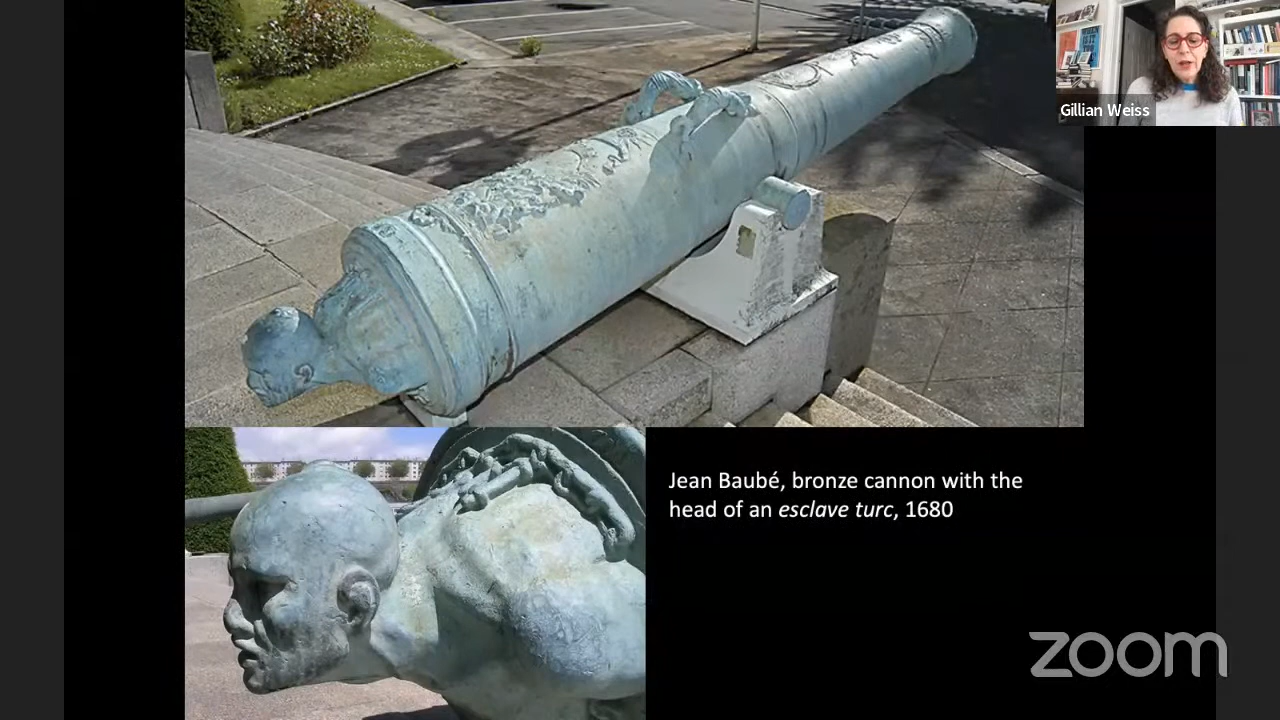 Gillian Weiss
Jean Baubé, bronze cannon with the
head of an esclave turc, 1680
zoom